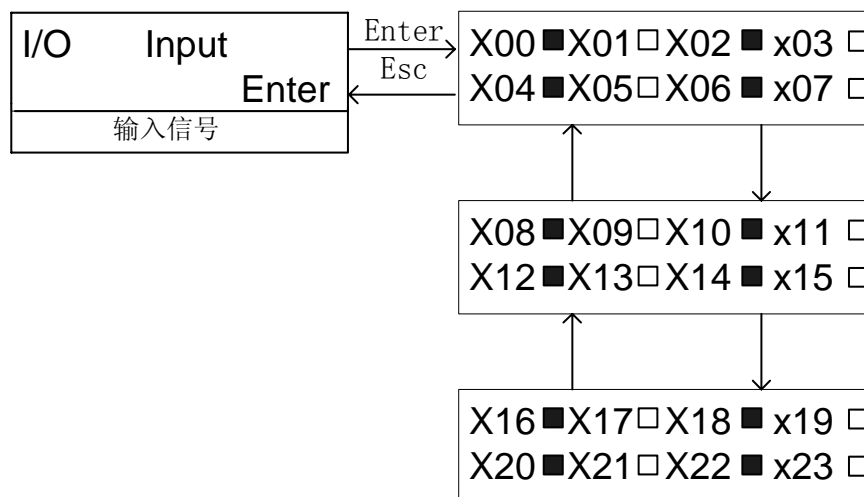 I/O Input
Enter
输入信号
Enter
Esc
X00 ■ X01 □ X02 ■ x03 □
X04 ■ X05 □ X06 ■ x07 □
X08 ■ X09 □ X10 ■ x11 □
X12 ■ X13 □ X14 ■ x15 □
X16 ■ X17 □ X18 ■ x19 □
X20 ■ X21 □ X22 ■ x23 □